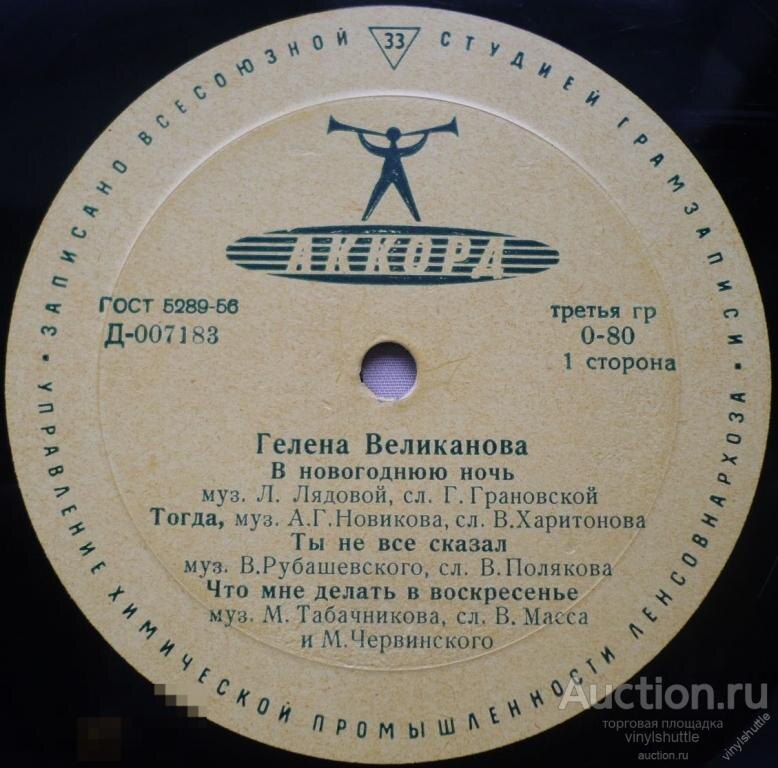 ЗАПИСАНО ВСЕСОЮЗНОЙ 33 СТУДИЕЙ ГРАМЗАПИСИ
АККОРД
ГОСТ 5289-56
Д-007183
третья гр
0-80
1 сторона
Гелена Великанова
В новогоднюю ночь
муз. Л. Лядовой, сл. Г. Грановской
Тогда, муз. А.Г.Новикова, сл. В.Харитонова
Ты не все сказал
муз. В.Рубашевского, сл. В.Полякова
Что мне делать в воскресенье
муз. М. Табачникова, сл. В. Масса
и М.Червинского
УПРАВЛЕНИЕ ХИМИЧЕСКОЙ ПРОМЫШЛЕННОСТИ ЛЕНСОВНАРХОЗА
Auction.ru
торговая площадка
vinylshuttle
auction.ru
vinylshuttle